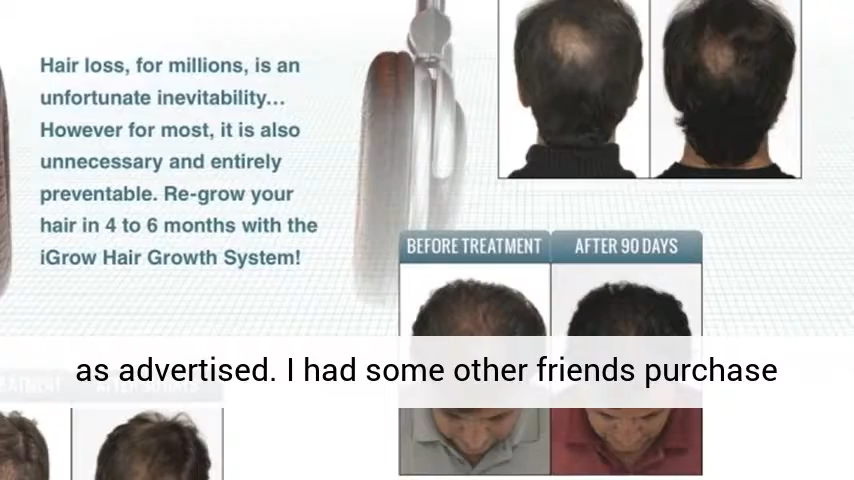 Hair loss, for millions, is an
unfortunate inevitability...
However for most, it is also
unnecessary and entirely
preventable. Re-grow your
hair in 4 to 6 months with the
iGrow Hair Growth System!
BEFORE TREATMENT
AFTER 90 DAYS
as advertised. I had some other friends purchase